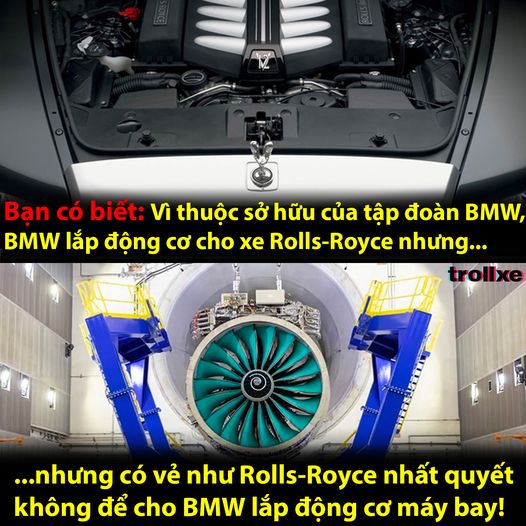 Bạn có biết: Vì thuộc sở hữu của tập đoàn BMW,
BMW lắp động cơ cho xe Rolls-Royce nhưng...
trollxe
...nhưng có vẻ như Rolls-Royce nhất quyết
không để cho BMW lắp động cơ máy bay!